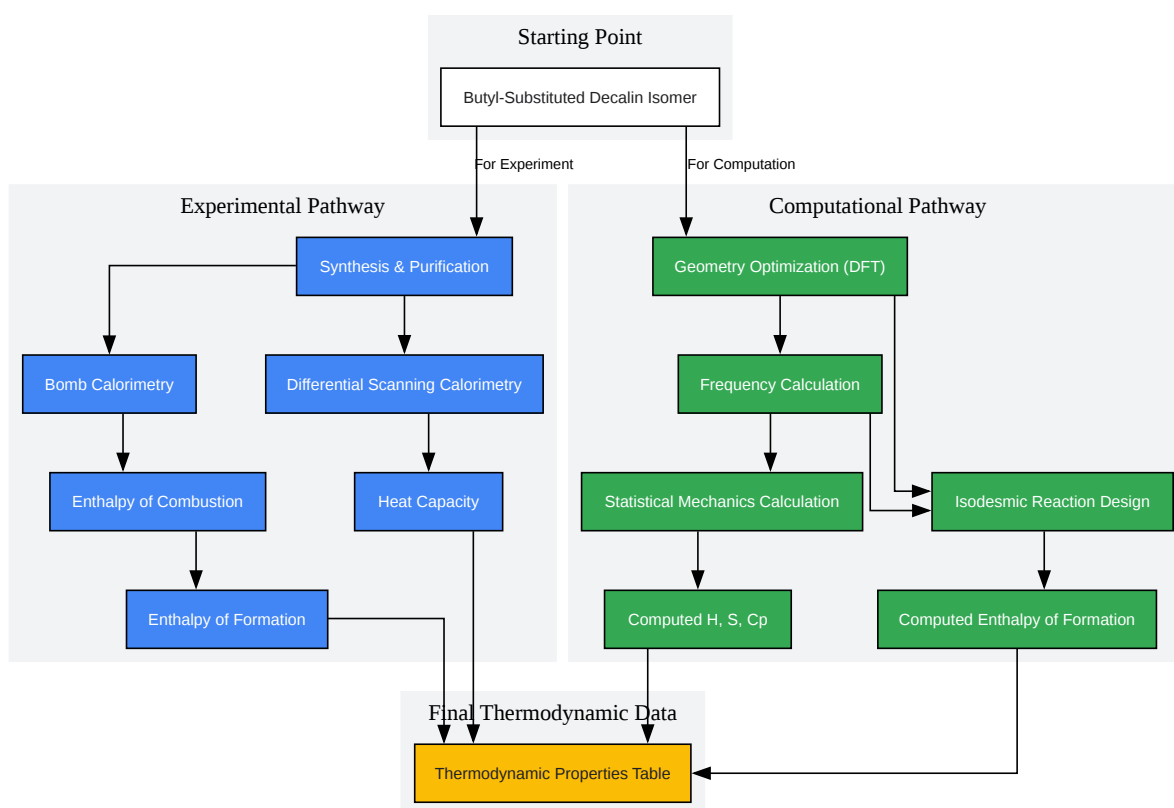 Starting Point
Butyl-Substituted Decalin Isomer
For Experiment
For Computation
Experimental Pathway
Computational Pathway
Synthesis & Purification
Geometry Optimization (DFT)
Bomb Calorimetry
Differential Scanning Calorimetry
Frequency Calculation
Enthalpy of Combustion
Heat Capacity
Statistical Mechanics Calculation
Isodesmic Reaction Design
Enthalpy of Formation
Computed H, S, Cp
Computed Enthalpy of Formation
Final Thermodynamic Data
Thermodynamic Properties Table